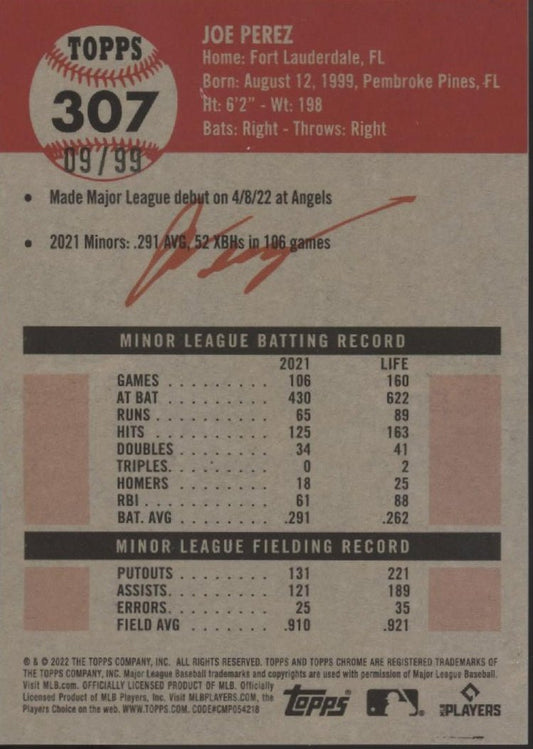 TOPPS
307
09/99
JOE PEREZ
Home: Fort Lauderdale, FL
Born: August 12, 1999, Pembroke Pines, FL
Ht: 6'2" - Wt: 198
Bats: Right - Throws: Right
• Made Major League debut on 4/8/22 at Angels
• 2021 Minors: .291 AVG, 52 XBHs in 106 games
MINOR LEAGUE BATTING RECORD
2021 LIFE
GAMES . . . . . . . . . 106 160
AT BAT . . . . . . . . . 430 622
RUNS . . . . . . . . . . 65 89
HITS . . . . . . . . . . 125 163
DOUBLES . . . . . . . . 34 41
TRIPLES. . . . . . . . . 0 2
HOMERS . . . . . . . . 18 25
RBI . . . . . . . . . . . 61 88
BAT. AVG . . . . . . . . .291 .262
MINOR LEAGUE FIELDING RECORD
PUTOUTS . . . . . . . . 131 221
ASSISTS. . . . . . . . . 121 189
ERRORS. . . . . . . . . 25 35
FIELD AVG . . . . . . . .910 .921
® & © 2022 THE TOPPS COMPANY, INC. ALL RIGHTS RESERVED. TOPPS AND TOPPS CHROME ARE REGISTERED TRADEMARKS OF
THE TOPPS COMPANY, INC. Major League Baseball trademarks and copyrights are used with permission of Major League Baseball.
Visit MLB.com. OFFICIALLY LICENSED PRODUCT OF MLB. Officially
Licensed Product of MLB Players, Inc. Visit MLBPLAYERS.COM, the
Players Choice on the web. WWW.TOPPS.COM. CODE#CMP054218
Topps®
PLAYERS